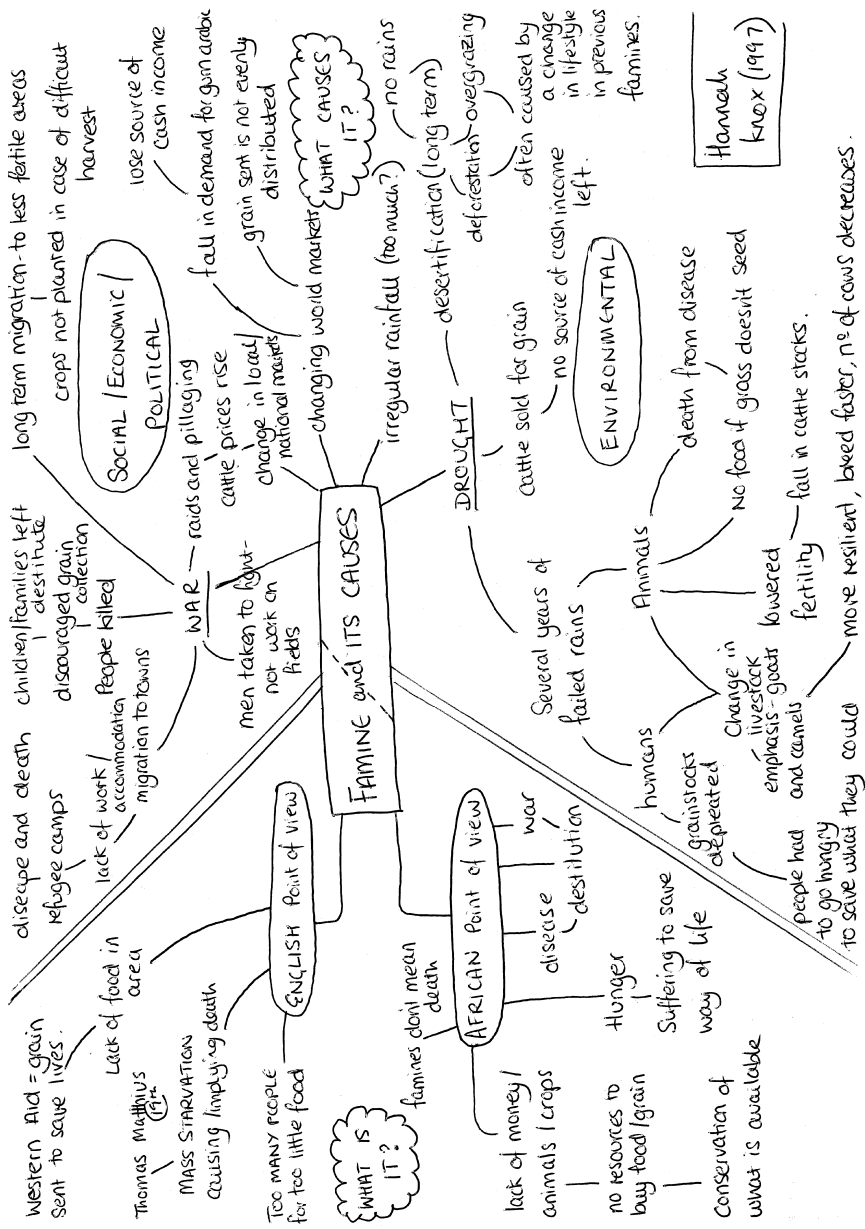 Western Aid = grain
sent to save lives.
Lack of food in
area
Thomas Malthius
19th
MASS STARVATION
causing/implying death
TOO MANY PEOPLE
for too little food
ENGLISH Point of view
WHAT IS
IT?
famines don't mean
death
AFRICAN Point of view
lack of money/
animals/crops
no resources to
buy food/grain
conservation of
what is available
Hunger
Suffering to save
way of life
disease
destitution
war
FAMINE and ITS CAUSES
disease and death
refugee camps
lack of work/
accommodation
migration to towns
children/families left
destitute
discouraged grain
collection
People killed
WAR
men taken to fight-
not work on
fields
raids and pillaging
cattle prices rise
long term migration-to less fertile areas
crops not planted in case of difficult
harvest
SOCIAL/ECONOMIC/
POLITICAL
change in local/
national markets
changing world markets
fall in demand for gum arabic
lose source of
cash income
grain sent is not evenly
distributed
WHAT CAUSES
IT?
irregular rainfall (too much?)
no rains
DROUGHT
desertification (long term)
deforestation
overgrazing
often caused by
a change
in lifestyle
in previous
famines.
cattle sold for grain
no source of cash income
left.
ENVIRONMENTAL
Several years of
failed rains
humans
grainstocks
depleated
people had
to go hungry
to save what they could
Animals
Change in
livestock
emphasis-goats
and camels
more resilient, breed faster, nº of cows decreases.
lowered
fertility
fall in cattle stocks.
No food if grass doesn't seed
death from disease
Hannah
Knox (1997)